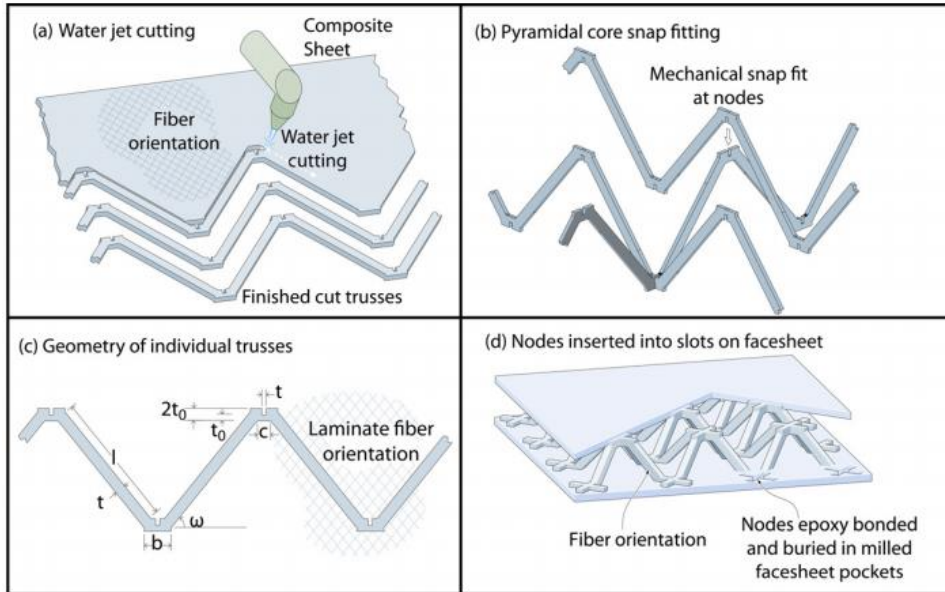 (a) Water jet cutting
Composite
Sheet
Fiber
orientation
Water jet
cutting
Finished cut trusses
(b) Pyramidal core snap fitting
Mechanical snap fit
at nodes
(c) Geometry of individual trusses
t
2t₀
t₀
c
l
t
ω
b
Laminate fiber
orientation
(d) Nodes inserted into slots on facesheet
Fiber orientation
Nodes epoxy bonded
and buried in milled
facesheet pockets